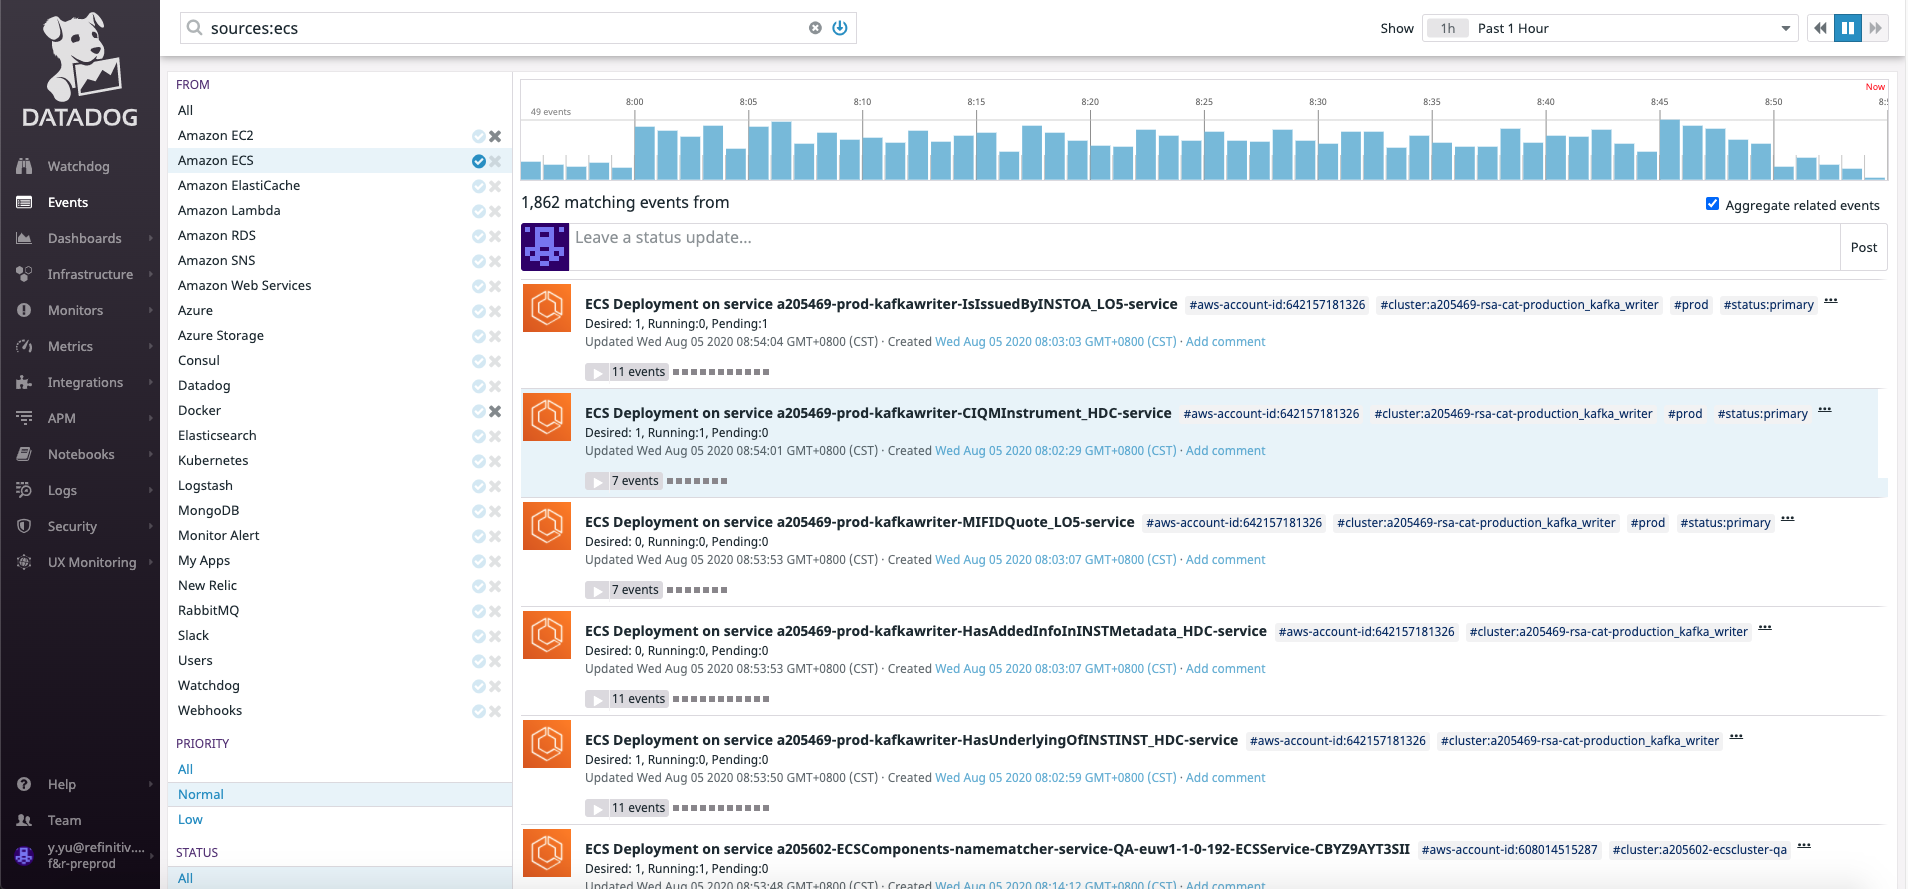 DATADOG
Watchdog
Events
Dashboards
Infrastructure
Monitors
Metrics
Integrations
APM
Notebooks
Logs
Security
UX Monitoring
Help
Team
y.yu@refinitiv....
f&r-preprod
sources:ecs
Show 1h Past 1 Hour
FROM
All
Amazon EC2
Amazon ECS
Amazon ElastiCache
Amazon Lambda
Amazon RDS
Amazon SNS
Amazon Web Services
Azure
Azure Storage
Consul
Datadog
Docker
Elasticsearch
Kubernetes
Logstash
MongoDB
Monitor Alert
My Apps
New Relic
RabbitMQ
Slack
Users
Watchdog
Webhooks
PRIORITY
All
Normal
Low
STATUS
All
Now
8:00 8:05 8:10 8:15 8:20 8:25 8:30 8:35 8:40 8:45 8:50
49 events
1,862 matching events from
Aggregate related events
Leave a status update...
Post
ECS Deployment on service a205469-prod-kafkawriter-IsIssuedByINSTOA_LO5-service #aws-account-id:642157181326 #cluster:a205469-rsa-cat-production_kafka_writer #prod #status:primary ...
Desired: 1, Running:0, Pending:1
Updated Wed Aug 05 2020 08:54:04 GMT+0800 (CST) · Created Wed Aug 05 2020 08:03:03 GMT+0800 (CST) · Add comment
11 events
ECS Deployment on service a205469-prod-kafkawriter-CIQMInstrument_HDC-service #aws-account-id:642157181326 #cluster:a205469-rsa-cat-production_kafka_writer #prod #status:primary ...
Desired: 1, Running:1, Pending:0
Updated Wed Aug 05 2020 08:54:01 GMT+0800 (CST) · Created Wed Aug 05 2020 08:02:29 GMT+0800 (CST) · Add comment
7 events
ECS Deployment on service a205469-prod-kafkawriter-MIFIDQuote_LO5-service #aws-account-id:642157181326 #cluster:a205469-rsa-cat-production_kafka_writer #prod #status:primary ...
Desired: 0, Running:0, Pending:0
Updated Wed Aug 05 2020 08:53:53 GMT+0800 (CST) · Created Wed Aug 05 2020 08:03:07 GMT+0800 (CST) · Add comment
7 events
ECS Deployment on service a205469-prod-kafkawriter-HasAddedInfoInINSTMetadata_HDC-service #aws-account-id:642157181326 #cluster:a205469-rsa-cat-production_kafka_writer ...
Desired: 0, Running:0, Pending:0
Updated Wed Aug 05 2020 08:53:53 GMT+0800 (CST) · Created Wed Aug 05 2020 08:03:07 GMT+0800 (CST) · Add comment
11 events
ECS Deployment on service a205469-prod-kafkawriter-HasUnderlyingOfINSTINST_HDC-service #aws-account-id:642157181326 #cluster:a205469-rsa-cat-production_kafka_writer ...
Desired: 1, Running:0, Pending:0
Updated Wed Aug 05 2020 08:53:50 GMT+0800 (CST) · Created Wed Aug 05 2020 08:02:59 GMT+0800 (CST) · Add comment
11 events
ECS Deployment on service a205602-ECSComponents-namematcher-service-QA-euw1-1-0-192-ECSService-CBYZ9AYT3SII #aws-account-id:608014515287 #cluster:a205602-ecscluster-qa ...
Desired: 1, Running:1, Pending:0
Updated Wed Aug 05 2020 08:53:48 GMT+0800 (CST) · Created Wed Aug 05 2020 08:14:12 GMT+0800 (CST) · Add comment